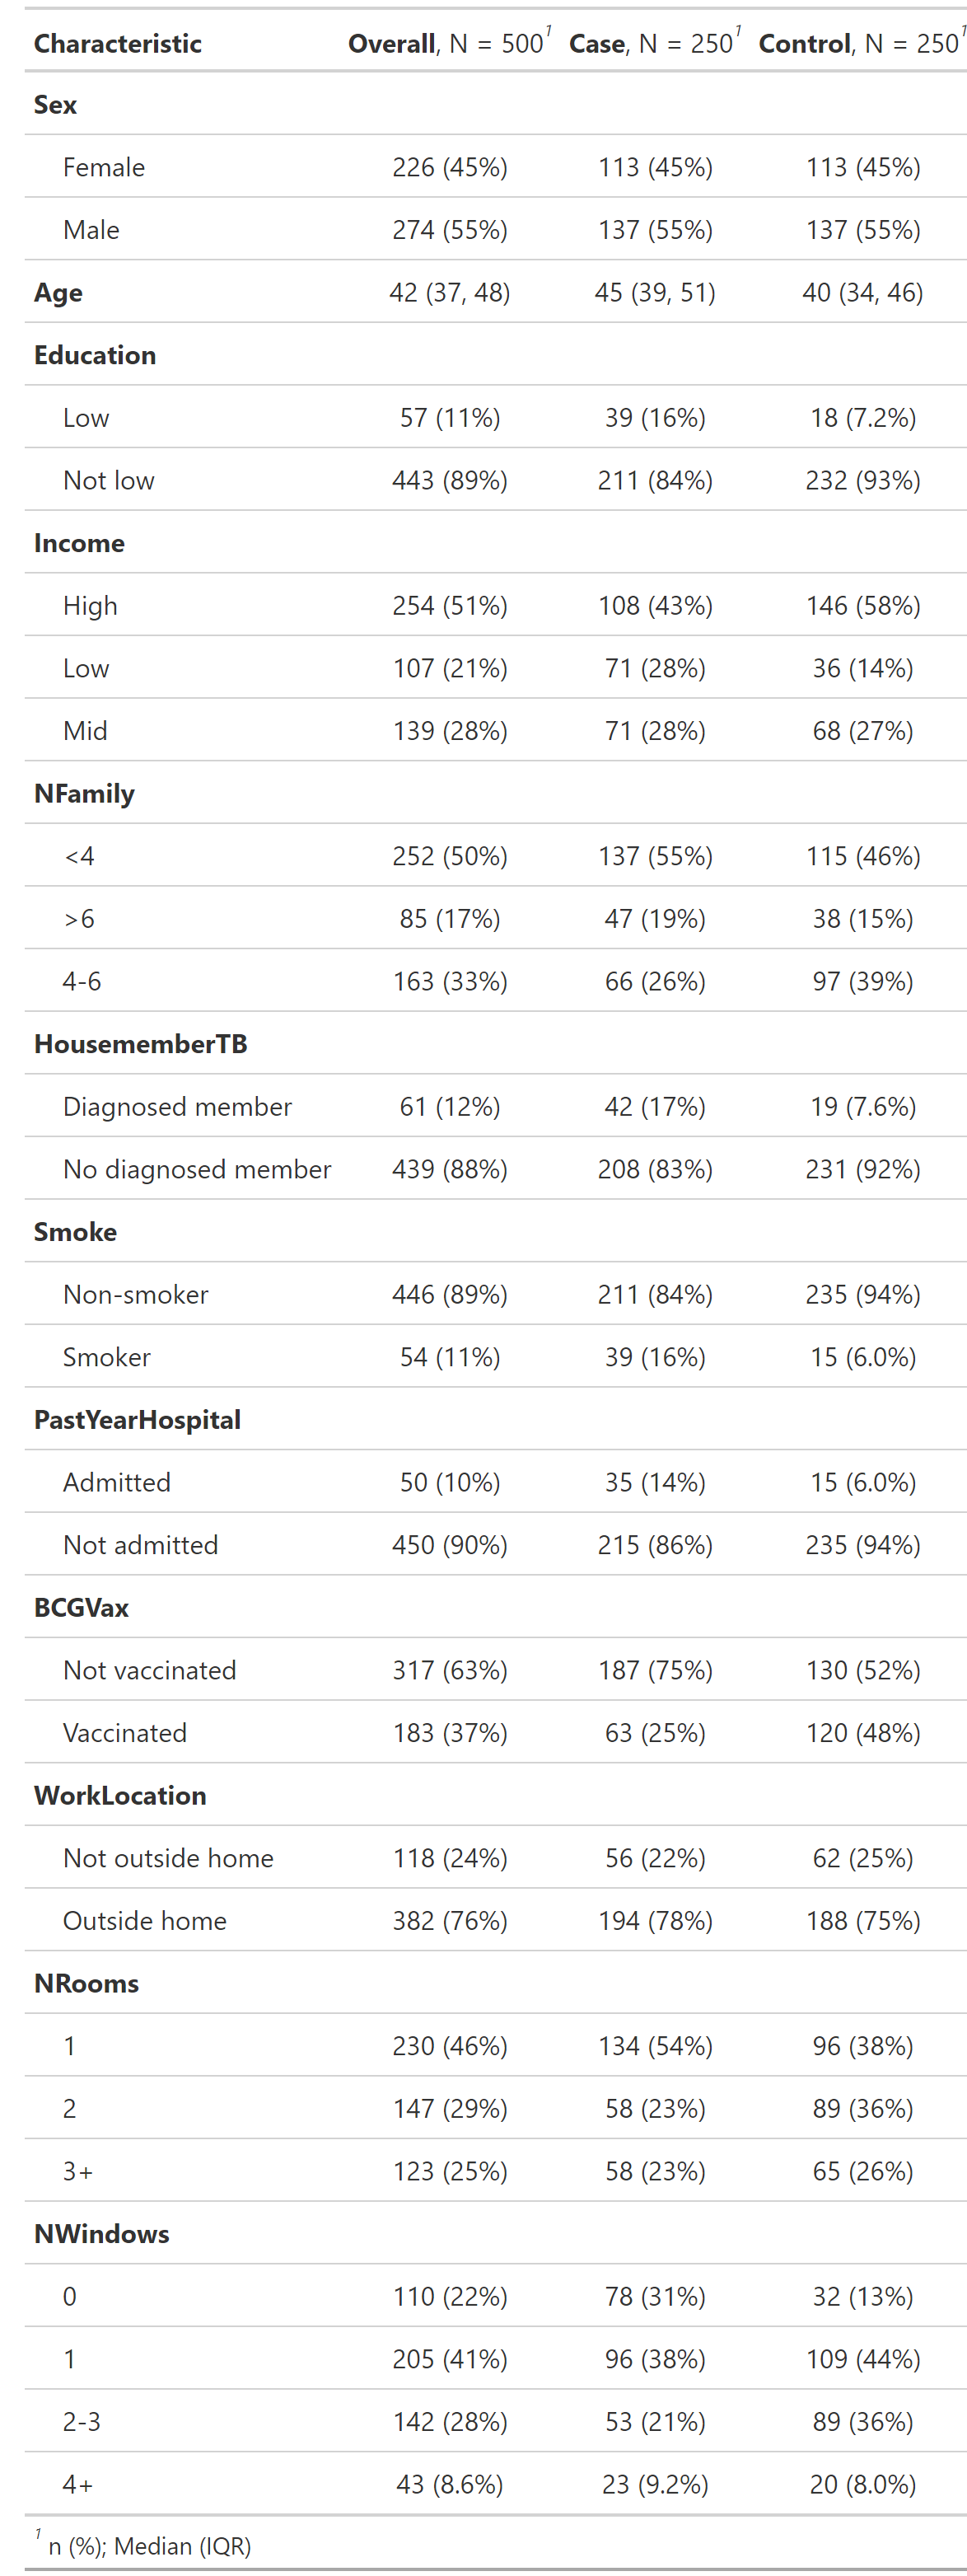 Characteristic Overall, N = 500¹ Case, N = 250¹ Control, N = 250¹
Sex
Female 226 (45%) 113 (45%) 113 (45%)
Male 274 (55%) 137 (55%) 137 (55%)
Age 42 (37, 48) 45 (39, 51) 40 (34, 46)
Education
Low 57 (11%) 39 (16%) 18 (7.2%)
Not low 443 (89%) 211 (84%) 232 (93%)
Income
High 254 (51%) 108 (43%) 146 (58%)
Low 107 (21%) 71 (28%) 36 (14%)
Mid 139 (28%) 71 (28%) 68 (27%)
NFamily
<4 252 (50%) 137 (55%) 115 (46%)
>6 85 (17%) 47 (19%) 38 (15%)
4-6 163 (33%) 66 (26%) 97 (39%)
HousememberTB
Diagnosed member 61 (12%) 42 (17%) 19 (7.6%)
No diagnosed member 439 (88%) 208 (83%) 231 (92%)
Smoke
Non-smoker 446 (89%) 211 (84%) 235 (94%)
Smoker 54 (11%) 39 (16%) 15 (6.0%)
PastYearHospital
Admitted 50 (10%) 35 (14%) 15 (6.0%)
Not admitted 450 (90%) 215 (86%) 235 (94%)
BCGVax
Not vaccinated 317 (63%) 187 (75%) 130 (52%)
Vaccinated 183 (37%) 63 (25%) 120 (48%)
WorkLocation
Not outside home 118 (24%) 56 (22%) 62 (25%)
Outside home 382 (76%) 194 (78%) 188 (75%)
NRooms
1 230 (46%) 134 (54%) 96 (38%)
2 147 (29%) 58 (23%) 89 (36%)
3+ 123 (25%) 58 (23%) 65 (26%)
NWindows
0 110 (22%) 78 (31%) 32 (13%)
1 205 (41%) 96 (38%) 109 (44%)
2-3 142 (28%) 53 (21%) 89 (36%)
4+ 43 (8.6%) 23 (9.2%) 20 (8.0%)
¹ n (%); Median (IQR)